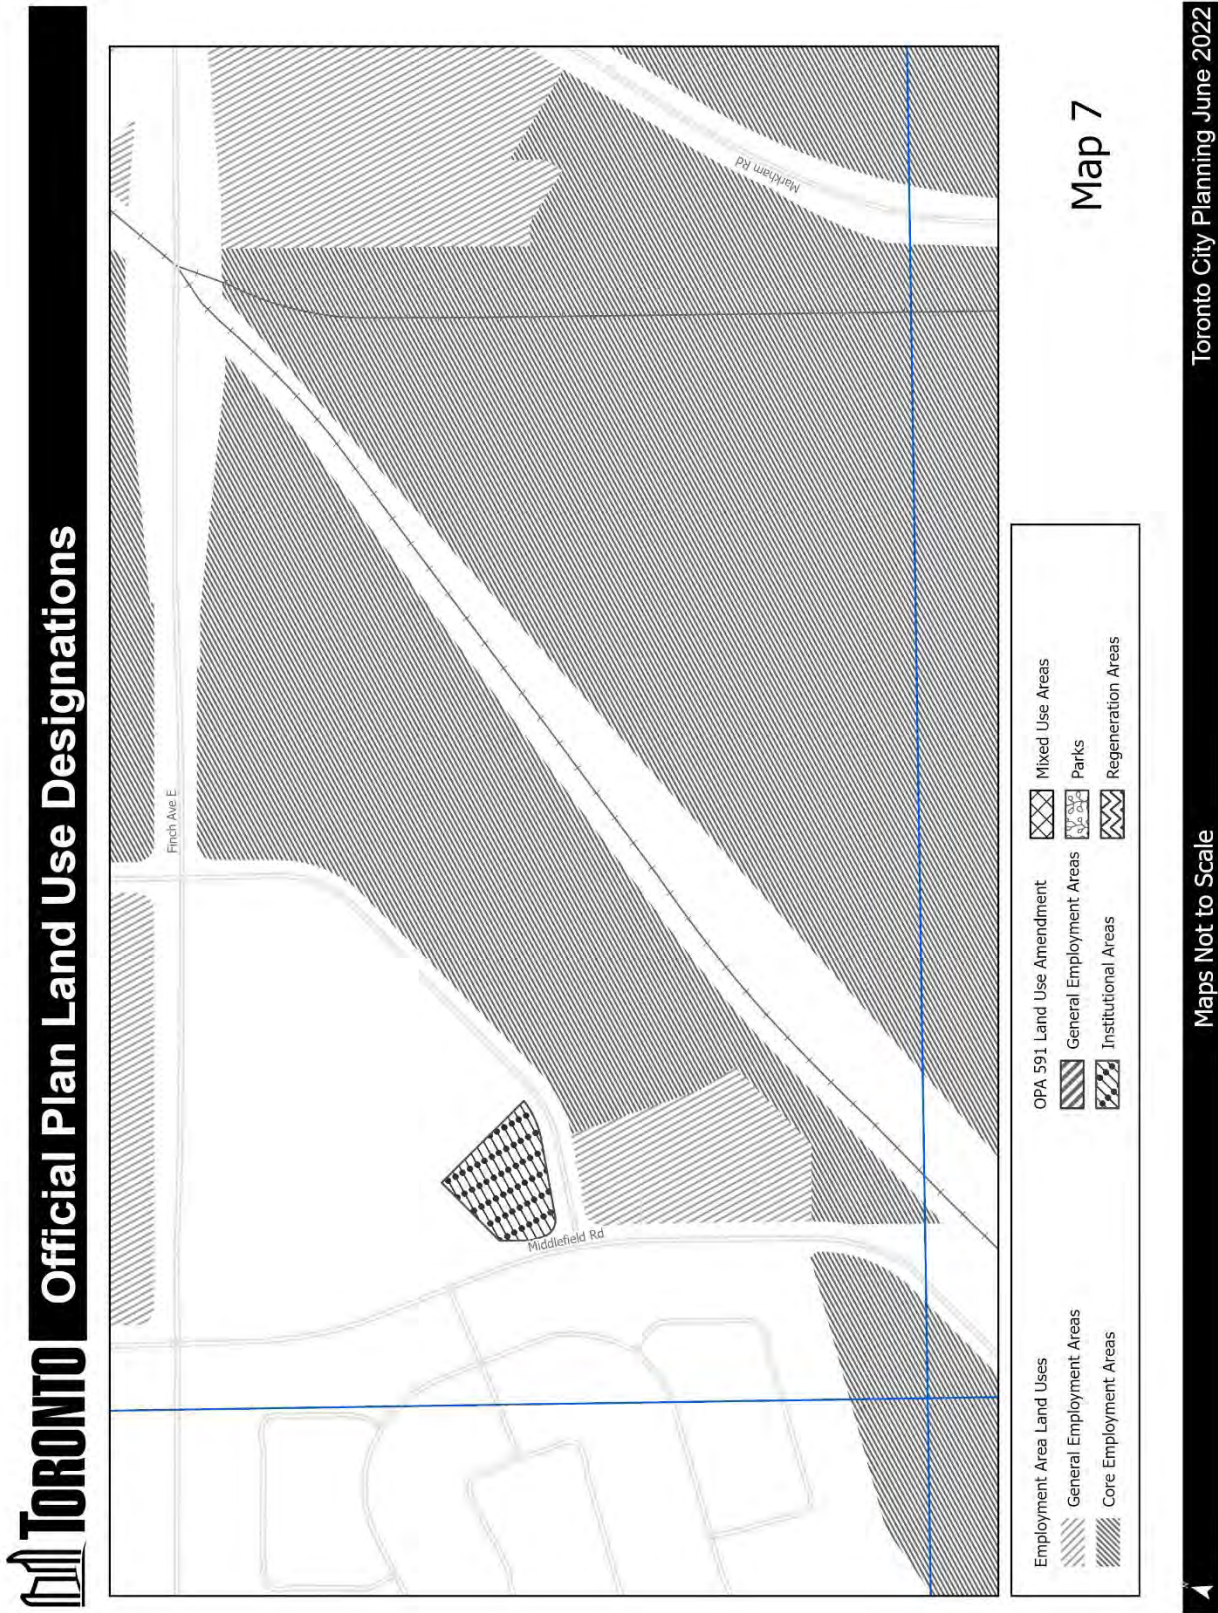 TORONTO Official Plan Land Use Designations
Finch Ave E
Markham Rd
Middlefield Rd
Map 7
Employment Area Land Uses
General Employment Areas
Core Employment Areas
OPA 591 Land Use Amendment
General Employment Areas
Institutional Areas
Mixed Use Areas
Parks
Regeneration Areas
N
Maps Not to Scale
Toronto City Planning June 2022